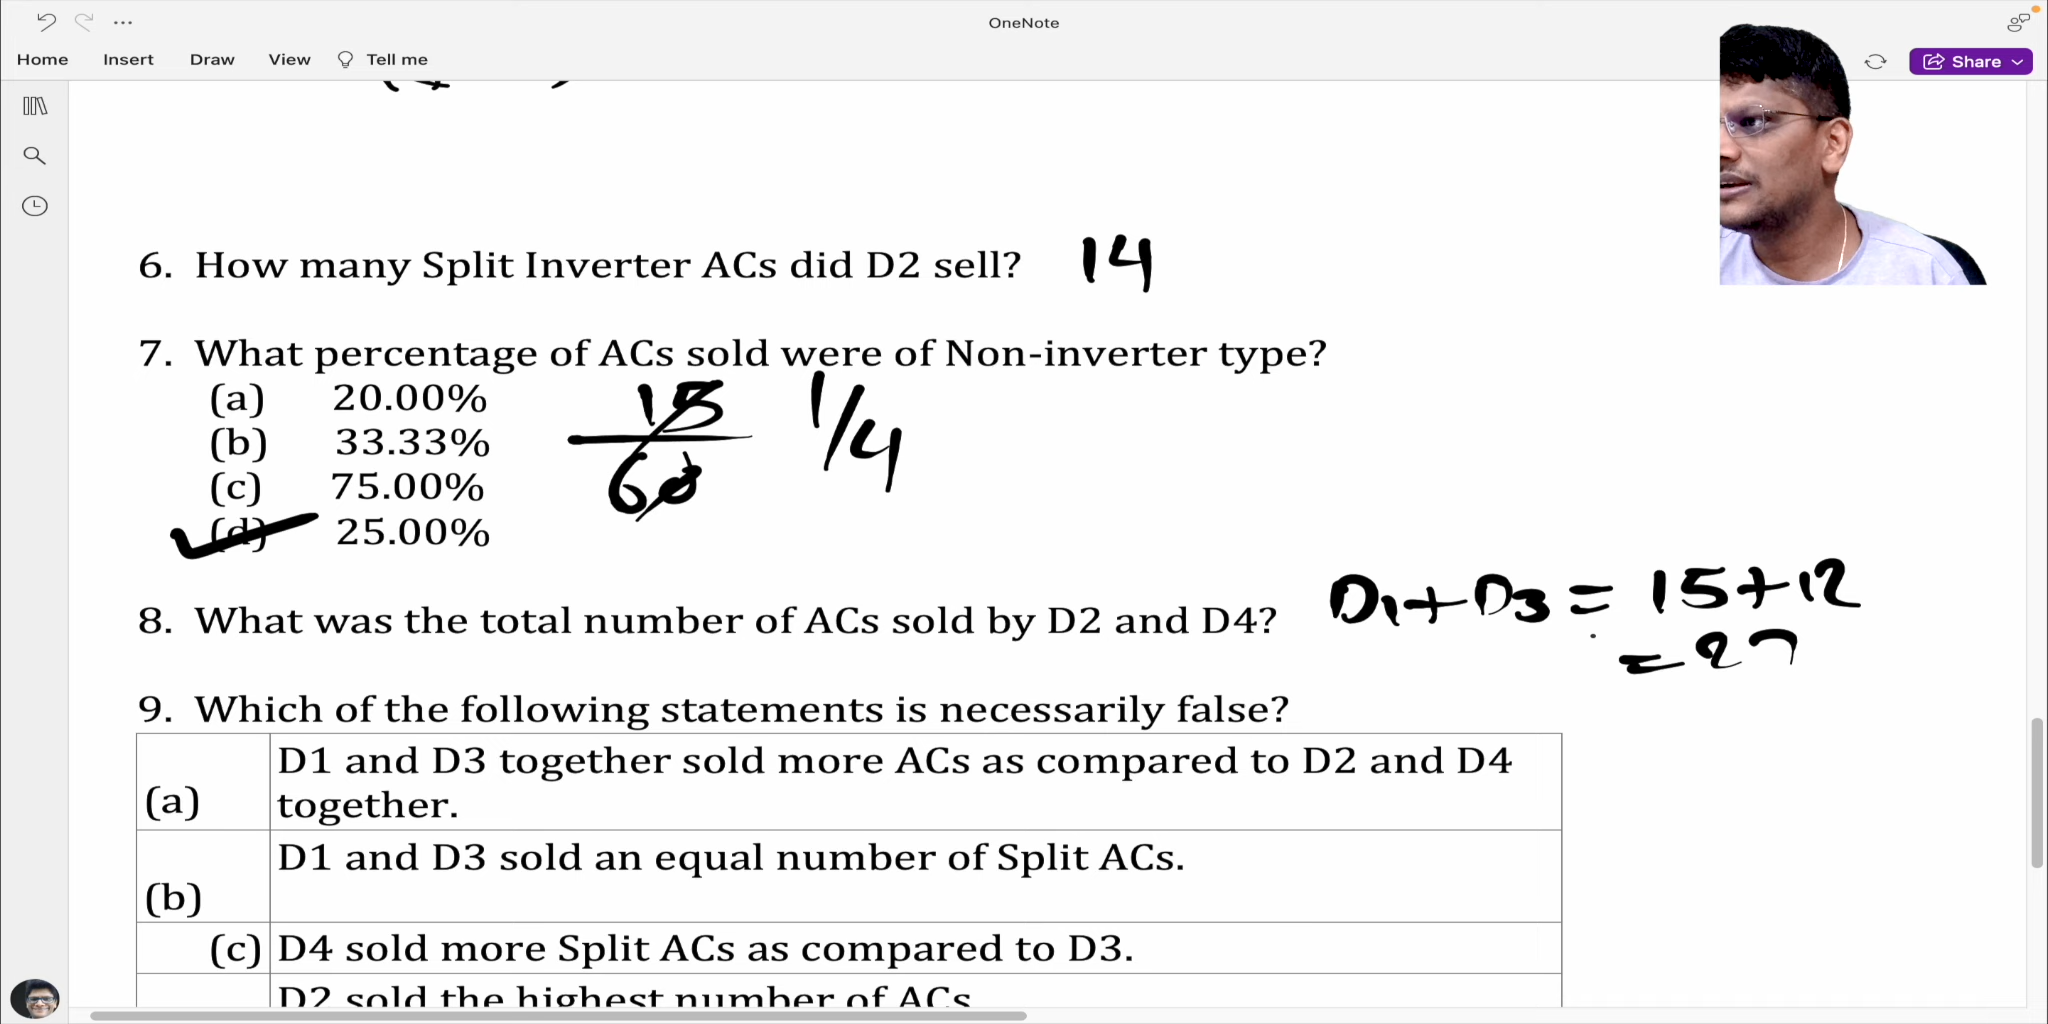 OneNote
Home Insert Draw View Tell me Share
6. How many Split Inverter ACs did D2 sell? 14
7. What percentage of ACs sold were of Non-inverter type?
(a) 20.00%
(b) 33.33%
(c) 75.00%
(d) 25.00%
15
60
1/4
8. What was the total number of ACs sold by D2 and D4? D1+D3 = 15+12
= 27
9. Which of the following statements is necessarily false?
(a) D1 and D3 together sold more ACs as compared to D2 and D4
together.
(b) D1 and D3 sold an equal number of Split ACs.
(c) D4 sold more Split ACs as compared to D3.
D2 sold the highest number of ACs